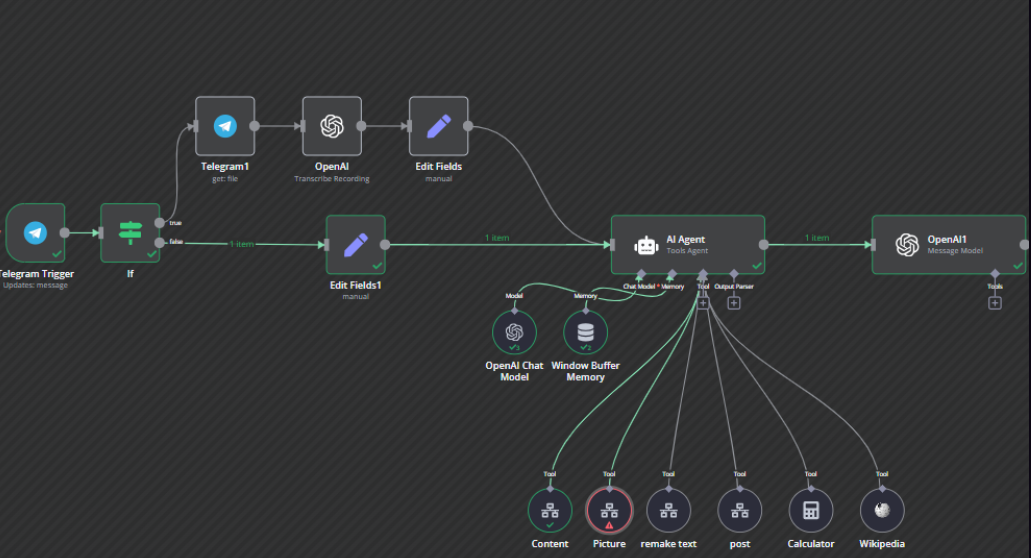 Telegram1
get: file
OpenAI
Transcribe Recording
Edit Fields
manual
true
false
1 item
elegram Trigger
Updates: message
If
Edit Fields1
manual
1 item
AI Agent
Tools Agent
1 item
OpenAI1
Message Model
Chat Model *
Memory
Tool
Output Parser
Tools
Model
Memory
3
2
OpenAI Chat
Model
Window Buffer
Memory
Tool
Tool
Tool
Tool
Tool
Tool
Content
Picture
remake text
post
Calculator
Wikipedia